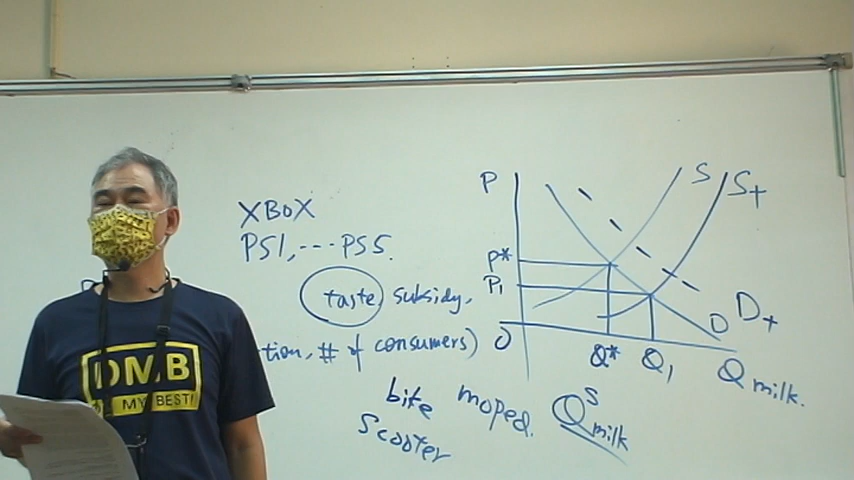 XBOX
PS1, ---PS5.
taste, subsidy,
tion, # of consumers)
bike moped.
Scooter
P
S
S+
P*
P1
O
D
D+
Q*
Q1
Q milk.
Q S milk
DMB
MY BEST!